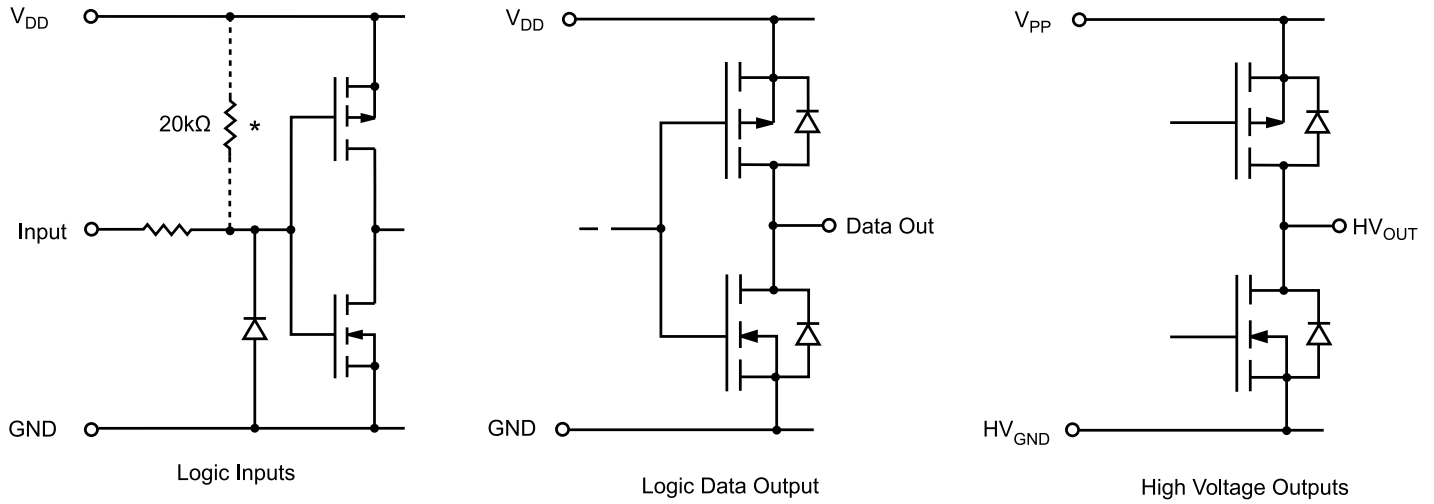 V_DD
20kΩ *
Input
GND
Logic Inputs
V_DD
Data Out
GND
Logic Data Output
V_PP
HV_OUT
HV_GND
High Voltage Outputs